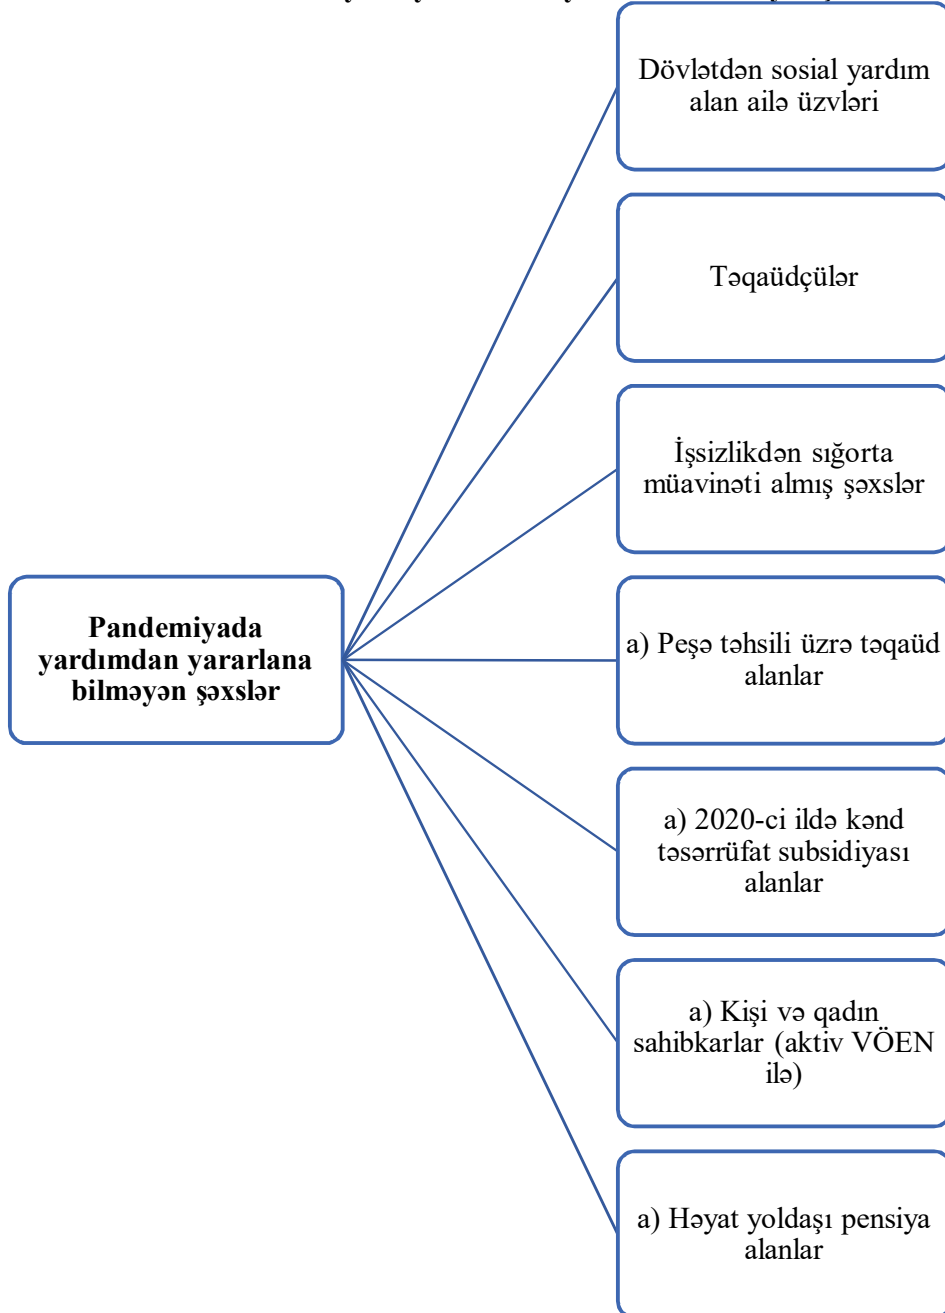 Dövlətdən sosial yardım
alan ailə üzvləri
Təqaüdçülər
İşsizlikdən sığorta
müavinəti almış şəxslər
Pandemiyada
yardımdan yararlana
bilməyən şəxslər
a) Peşə təhsili üzrə təqaüd
alanlar
a) 2020-ci ildə kənd
təsərrüfat subsidiyası
alanlar
a) Kişi və qadın
sahibkarlar (aktiv VÖEN
ilə)
a) Həyat yoldaşı pensiya
alanlar